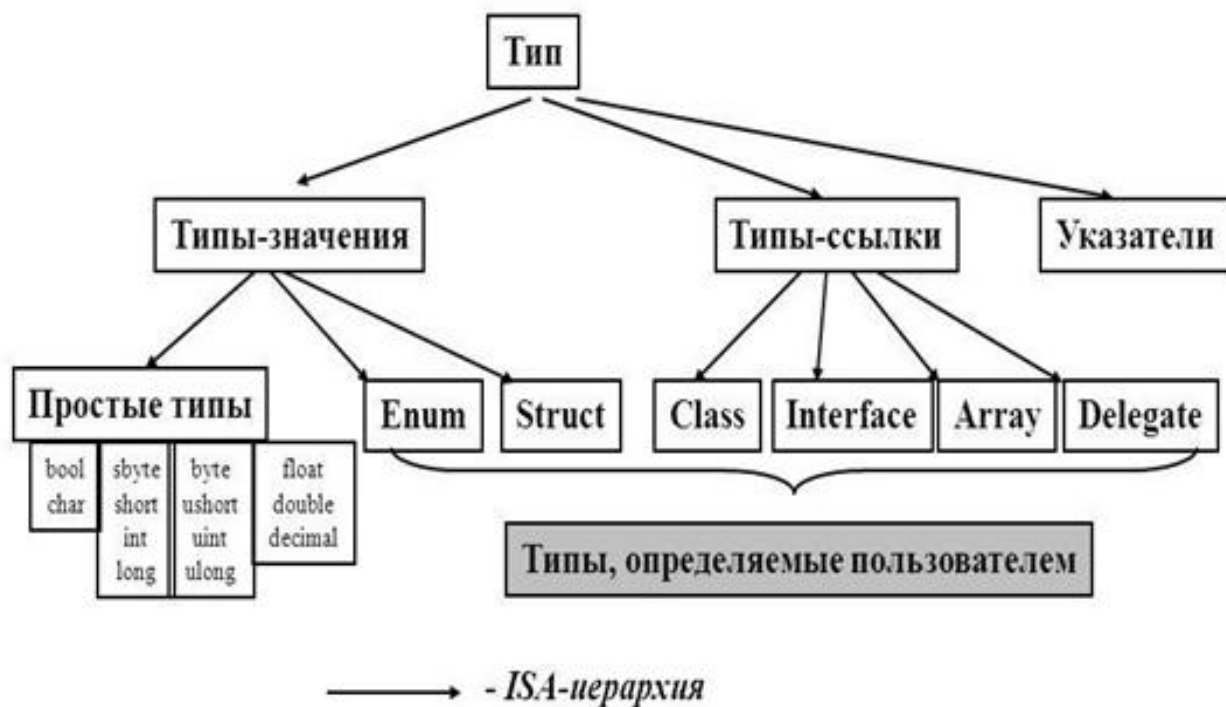 Тип
Типы-значения
Типы-ссылки
Указатели
Простые типы
Enum
Struct
Class
Interface
Array
Delegate
bool
char
sbyte
short
int
long
byte
ushort
uint
ulong
float
double
decimal
Типы, определяемые пользователем
- ISA-иерархия